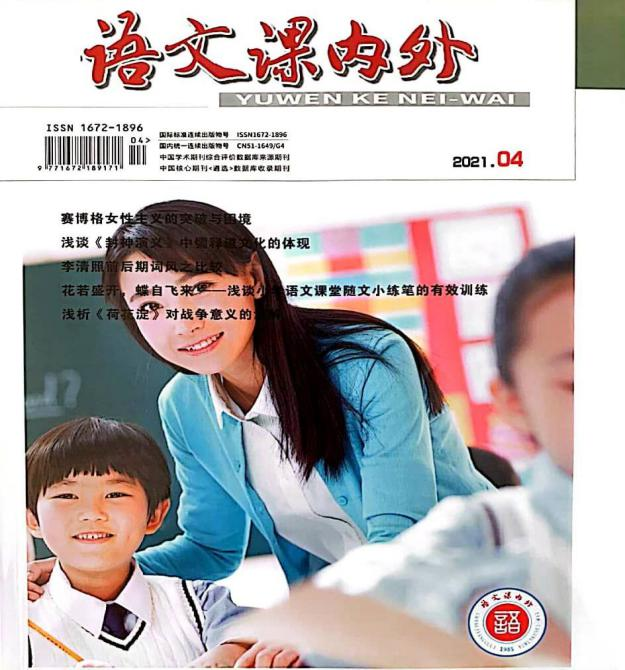 语文课内外
YUWEN KE NEI-WAI
ISSN 1672-1896
04>
9 771672 189171
国际标准连续出版物号 ISSN1672-1896
国内统一连续出版物号 CN51-1649/G4
中国学术期刊综合评价数据库来源期刊
中国核心期刊<遴选>数据库收录期刊
2021.04
赛博格女性主义的突破与困境
浅谈《封神演义》中儒释道文化的体现
李清照前后期词风之比较
花若盛开，蝶自飞来——浅谈小学语文课堂随文小练笔的有效训练
浅析《荷花淀》对战争意义的
语文课内外
1985